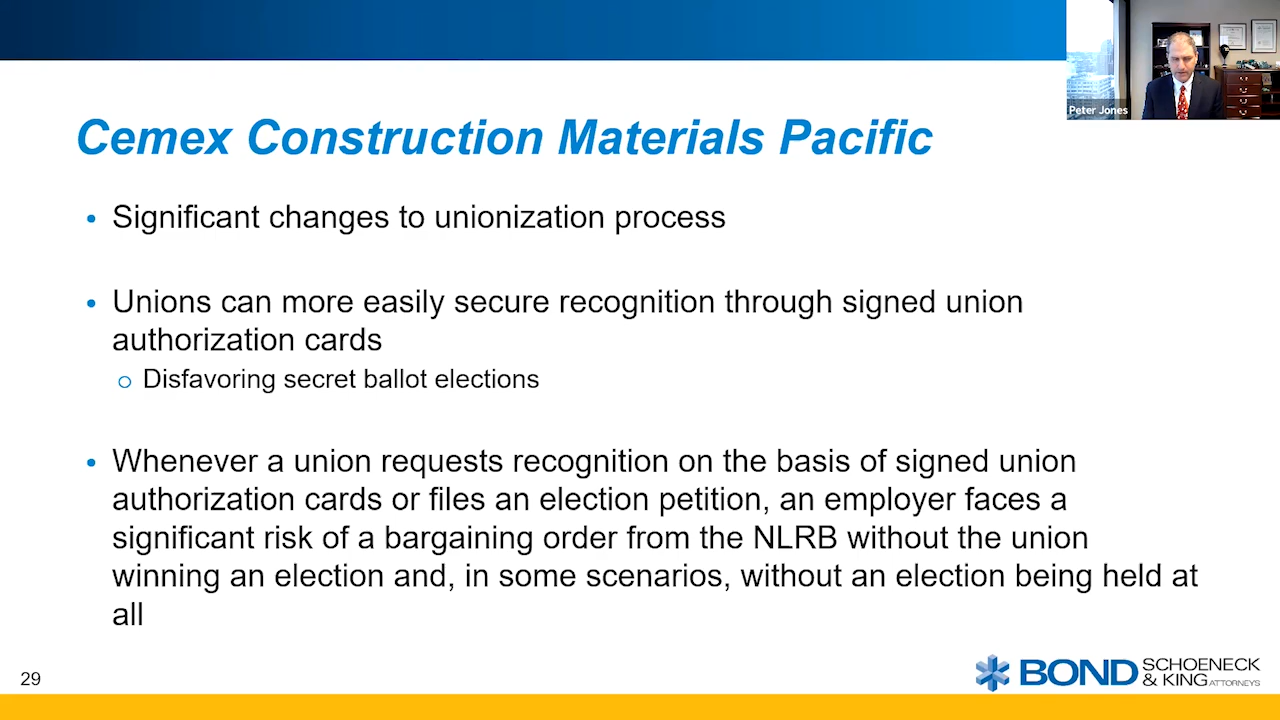 Peter Jones
Cemex Construction Materials Pacific
• Significant changes to unionization process
• Unions can more easily secure recognition through signed union
authorization cards
o Disfavoring secret ballot elections
• Whenever a union requests recognition on the basis of signed union
authorization cards or files an election petition, an employer faces a
significant risk of a bargaining order from the NLRB without the union
winning an election and, in some scenarios, without an election being held at
all
29
BOND SCHOENECK
& KING ATTORNEYS